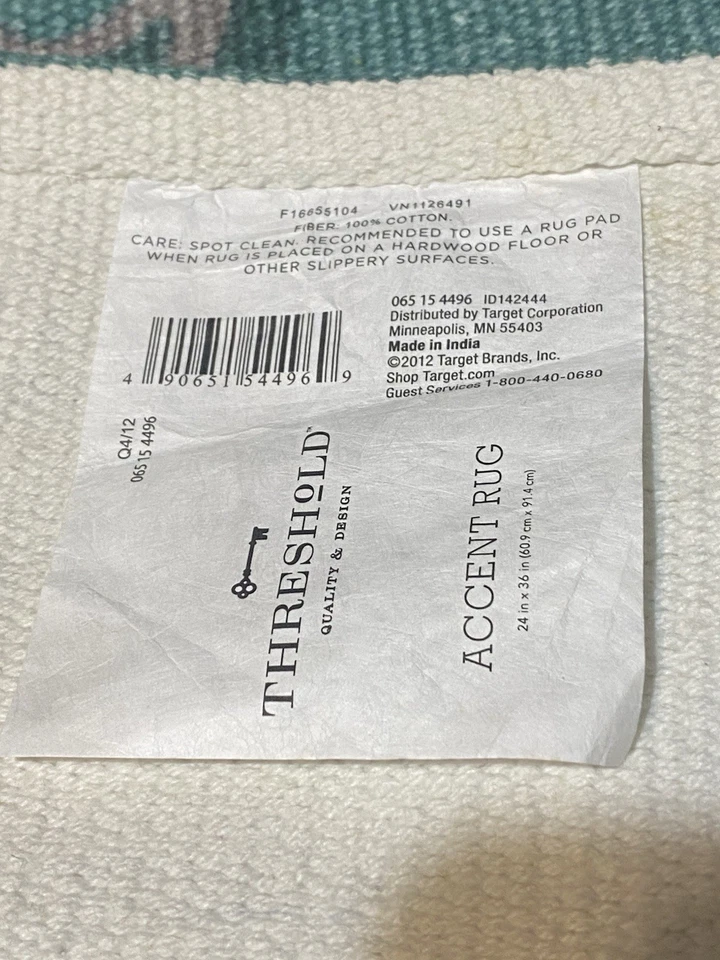 F16655104 VN1126491
FIBER: 100% COTTON.
CARE: SPOT CLEAN. RECOMMENDED TO USE A RUG PAD
WHEN RUG IS PLACED ON A HARDWOOD FLOOR OR
OTHER SLIPPERY SURFACES.
4 90651 54496 9
065 15 4496 ID142444
Distributed by Target Corporation
Minneapolis, MN 55403
Made in India
©2012 Target Brands, Inc.
Shop Target.com
Guest Services 1-800-440-0680
Q4/12
065 15 4496
THRESHOLD™
QUALITY & DESIGN
ACCENT RUG
24 in x 36 in (60.9 cm x 91.4 cm)